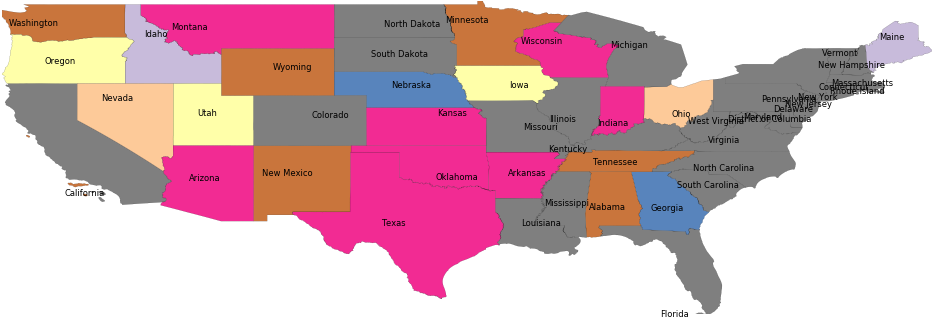 Washington
Montana
Idaho
North Dakota
Minnesota
Wisconsin
Michigan
Maine
Oregon
South Dakota
Vermont
New Hampshire
Wyoming
Nebraska
Iowa
Massachusetts
Connecticut
Rhode Island
Nevada
Utah
Colorado
Kansas
Missouri
Illinois
Indiana
Ohio
Pennsylvania
New York
New Jersey
Delaware
Maryland
District of Columbia
West Virginia
Virginia
Kentucky
Tennessee
North Carolina
South Carolina
Arizona
New Mexico
Oklahoma
Arkansas
California
Texas
Louisiana
Mississippi
Alabama
Georgia
Florida